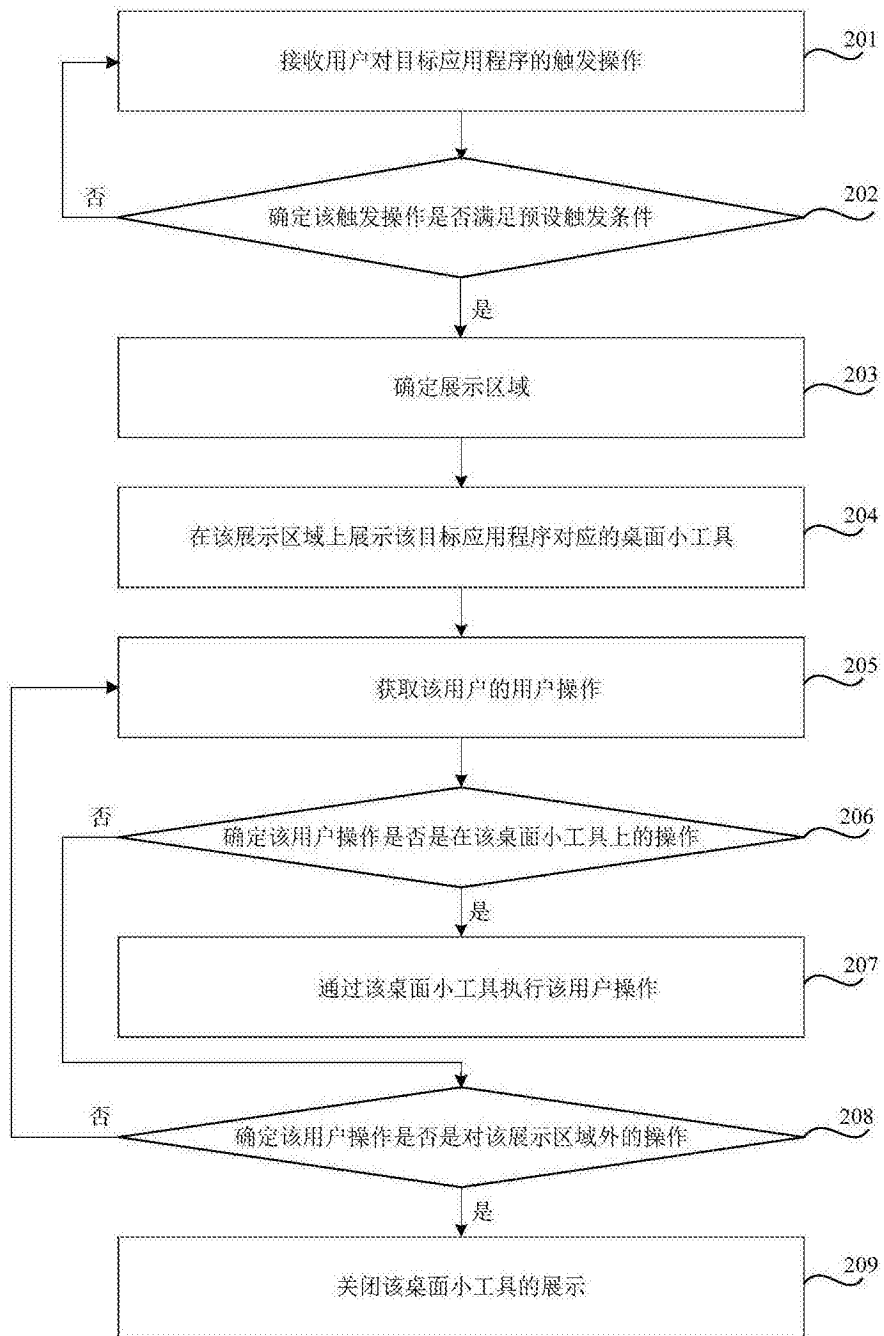 接收用户对目标应用程序的触发操作
201
否
确定该触发操作是否满足预设触发条件
202
是
确定展示区域
203
在该展示区域上展示该目标应用程序对应的桌面小工具
204
获取该用户的用户操作
205
否
确定该用户操作是否是在该桌面小工具上的操作
206
是
通过该桌面小工具执行该用户操作
207
否
确定该用户操作是否是对该展示区域外的操作
208
是
关闭该桌面小工具的展示
209